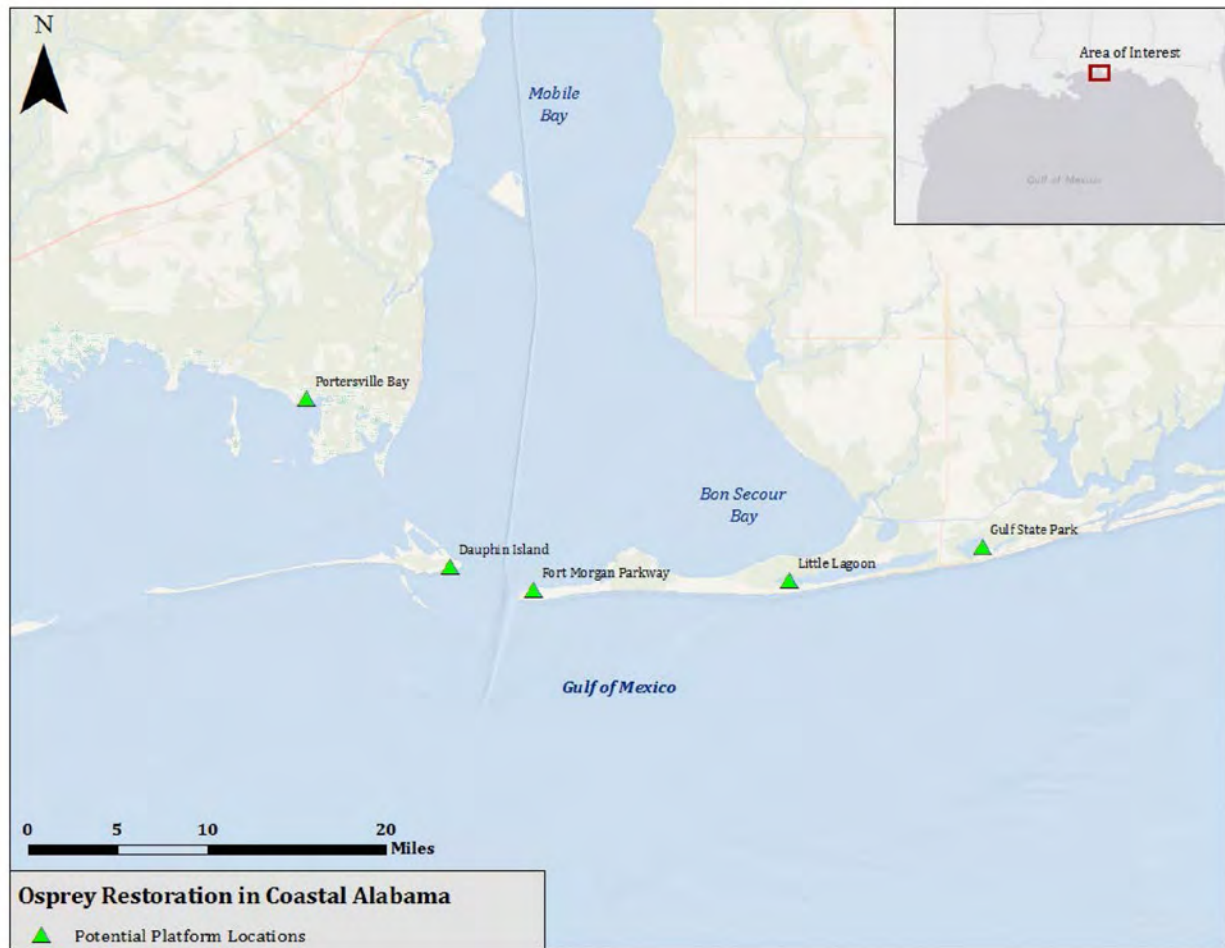 N
Mobile
Bay
Area of Interest
Gulf of Mexico
Portersville Bay
Bon Secour
Bay
Gulf State Park
Dauphin Island
Little Lagoon
Fort Morgan Parkway
Gulf of Mexico
0 5 10 20
Miles
Osprey Restoration in Coastal Alabama
Potential Platform Locations